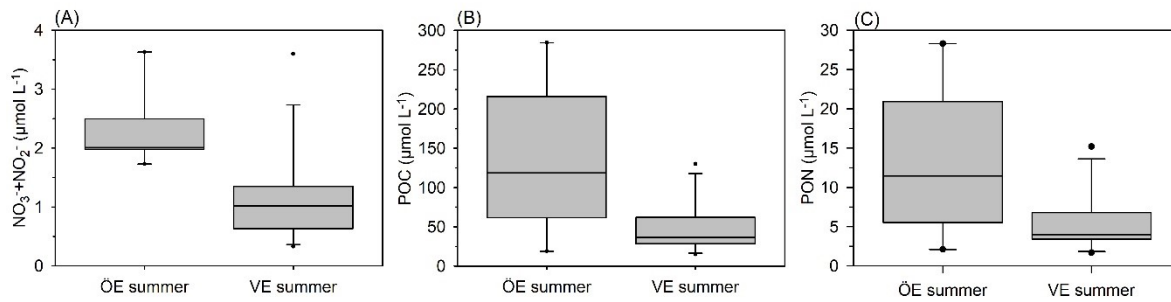 (A)
NO₃⁻+NO₂⁻ (µmol L⁻¹)
4
3
2
1
0
ÖE summer
VE summer
(B)
POC (µmol L⁻¹)
300
250
200
150
100
50
0
ÖE summer
VE summer
(C)
PON (µmol L⁻¹)
30
25
20
15
10
5
0
ÖE summer
VE summer